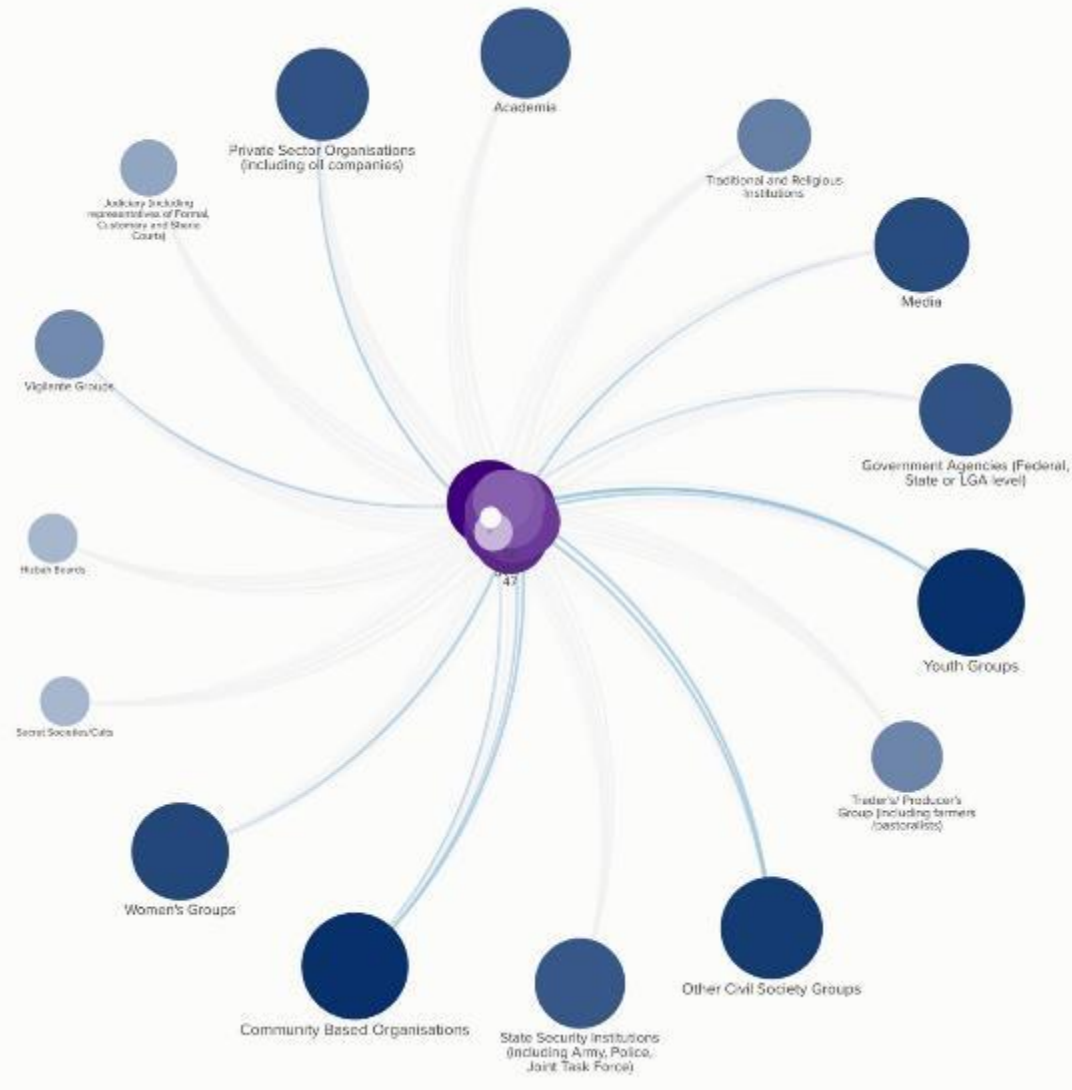 Academia
Private Sector Organisations
(including oil companies)
Traditional and Religious
Institutions
Judiciary (including
representatives of Formal,
Customary and Sharia
Courts)
Media
Vigilante Groups
Government Agencies (Federal,
State or LGA level)
47
Hisbah Boards
Youth Groups
Secret Societies/Cults
Trader's/ Producer's
Group (including farmers
/pastoralists)
Women's Groups
Other Civil Society Groups
Community Based Organisations
State Security Institutions
(including Army, Police,
Joint Task Force)